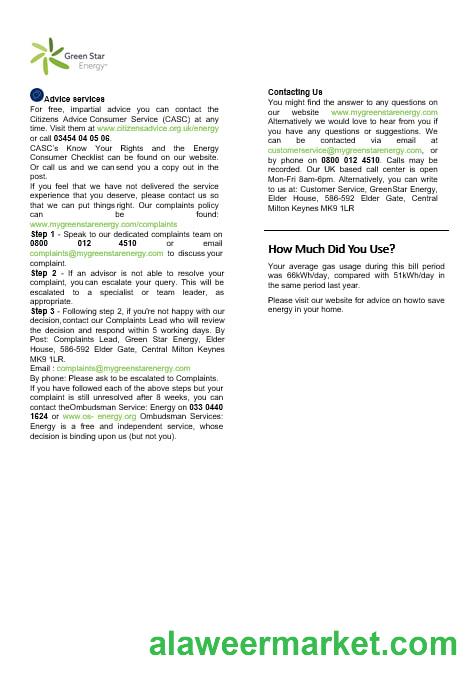 Green Star
Energy
Advice services
For free, impartial advice you can contact the
Citizens Advice Consumer Service (CASC) at any
time. Visit them at www.citizensadvice.org.uk/energy
or call 03454 04 05 06.
CASC's Know Your Rights and the Energy
Consumer Checklist can be found on our website.
Or call us and we can send you a copy out in the
post.
If you feel that we have not delivered the service
experience that you deserve, please contact us so
that we can put things right. Our complaints policy
can be found:
www.mygreenstarenergy.com/complaints
Step 1 - Speak to our dedicated complaints team on
0800 012 4510 or email
complaints@mygreenstarenergy.com to discuss your
complaint.
Step 2 - If an advisor is not able to resolve your
complaint, you can escalate your query. This will be
escalated to a specialist or team leader, as
appropriate.
Step 3 - Following step 2, if you're not happy with our
decision, contact our Complaints Lead who will review
the decision and respond within 5 working days. By
Post: Complaints Lead, Green Star Energy, Elder
House, 586-592 Elder Gate, Central Milton Keynes
MK9 1LR.
Email : complaints@mygreenstarenergy.com
By phone: Please ask to be escalated to Complaints.
If you have followed each of the above steps but your
complaint is still unresolved after 8 weeks, you can
contact theOmbudsman Service: Energy on 033 0440
1624 or www.os- energy.org Ombudsman Services:
Energy is a free and independent service, whose
decision is binding upon us (but not you).
Contacting Us
You might find the answer to any questions on
our website www.mygreenstarenergy.com
Alternatively we would love to hear from you if
you have any questions or suggestions. We
can be contacted via email at
customerservice@mygreenstarenergy.com, or
by phone on 0800 012 4510. Calls may be
recorded. Our UK based call center is open
Mon-Fri 8am-6pm. Alternatively, you can write
to us at: Customer Service, GreenStar Energy,
Elder House, 586-592 Elder Gate, Central
Milton Keynes MK9 1LR
How Much Did You Use?
Your average gas usage during this bill period
was 66kWh/day, compared with 51kWh/day in
the same period last year.
Please visit our website for advice on howto save
energy in your home.
alaweermarket.com